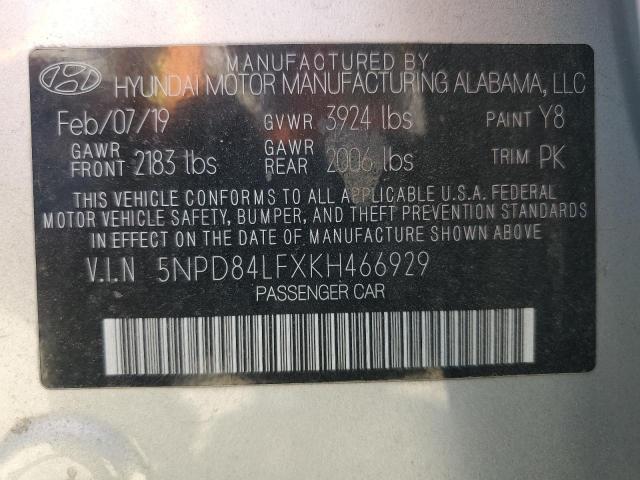 MANUFACTURED BY
HYUNDAI MOTOR MANUFACTURING ALABAMA, LLC
Feb/07/19 GVWR 3924 lbs PAINT Y8
GAWR FRONT 2183 lbs GAWR REAR 2006 lbs TRIM PK
THIS VEHICLE CONFORMS TO ALL APPLICABLE U.S.A. FEDERAL
MOTOR VEHICLE SAFETY, BUMPER, AND THEFT PREVENTION STANDARDS
IN EFFECT ON THE DATE OF MANUFACTURE SHOWN ABOVE
V.I.N 5NPD84LFXKH466929
PASSENGER CAR